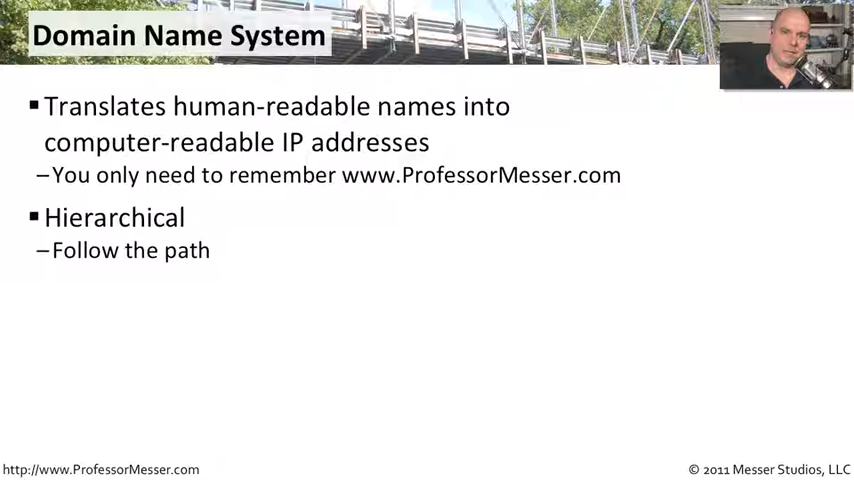 Domain Name System
▪ Translates human-readable names into
computer-readable IP addresses
– You only need to remember www.ProfessorMesser.com
▪ Hierarchical
– Follow the path
http://www.ProfessorMesser.com
© 2011 Messer Studios, LLC